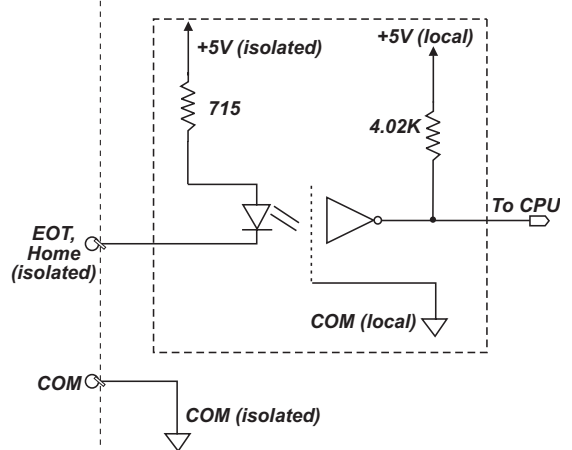 +5V (isolated)
+5V (local)
715
4.02K
To CPU
EOT,
Home
(isolated)
COM (local)
COM
COM (isolated)